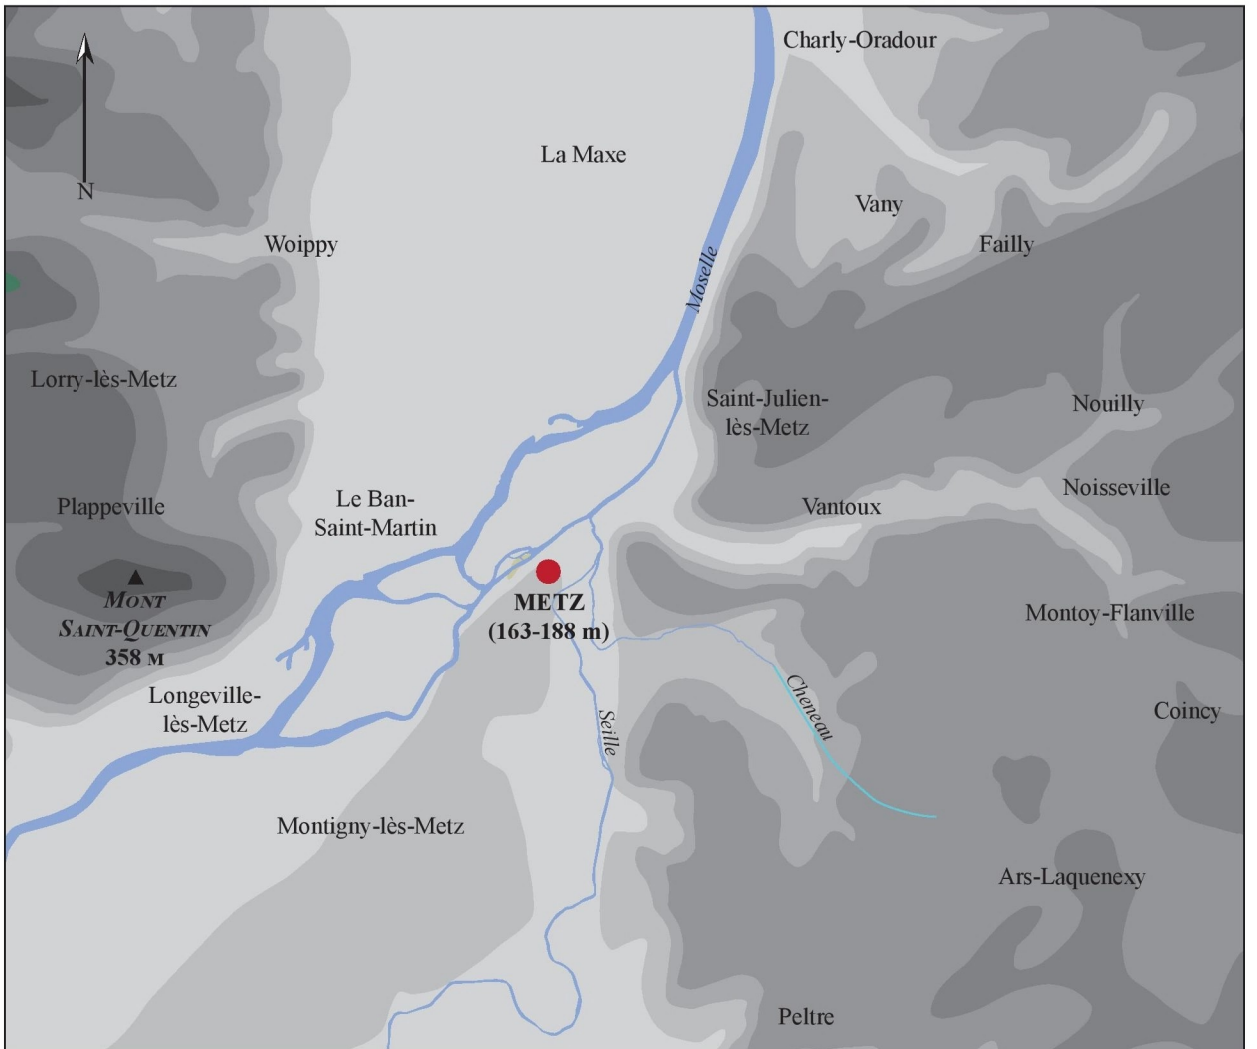 Charly-Oradour
La Maxe
N
Vany
Woippy
Failly
Moselle
Lorry-lès-Metz
Saint-Julien-
lès-Metz
Nouilly
Plappeville
Le Ban-
Saint-Martin
Vantoux
Noisseville
MONT
SAINT-QUENTIN
358 M
METZ
(163-188 m)
Montoy-Flanville
Longeville-
lès-Metz
Seille
Cheneau
Coincy
Montigny-lès-Metz
Ars-Laquenexy
Peltre